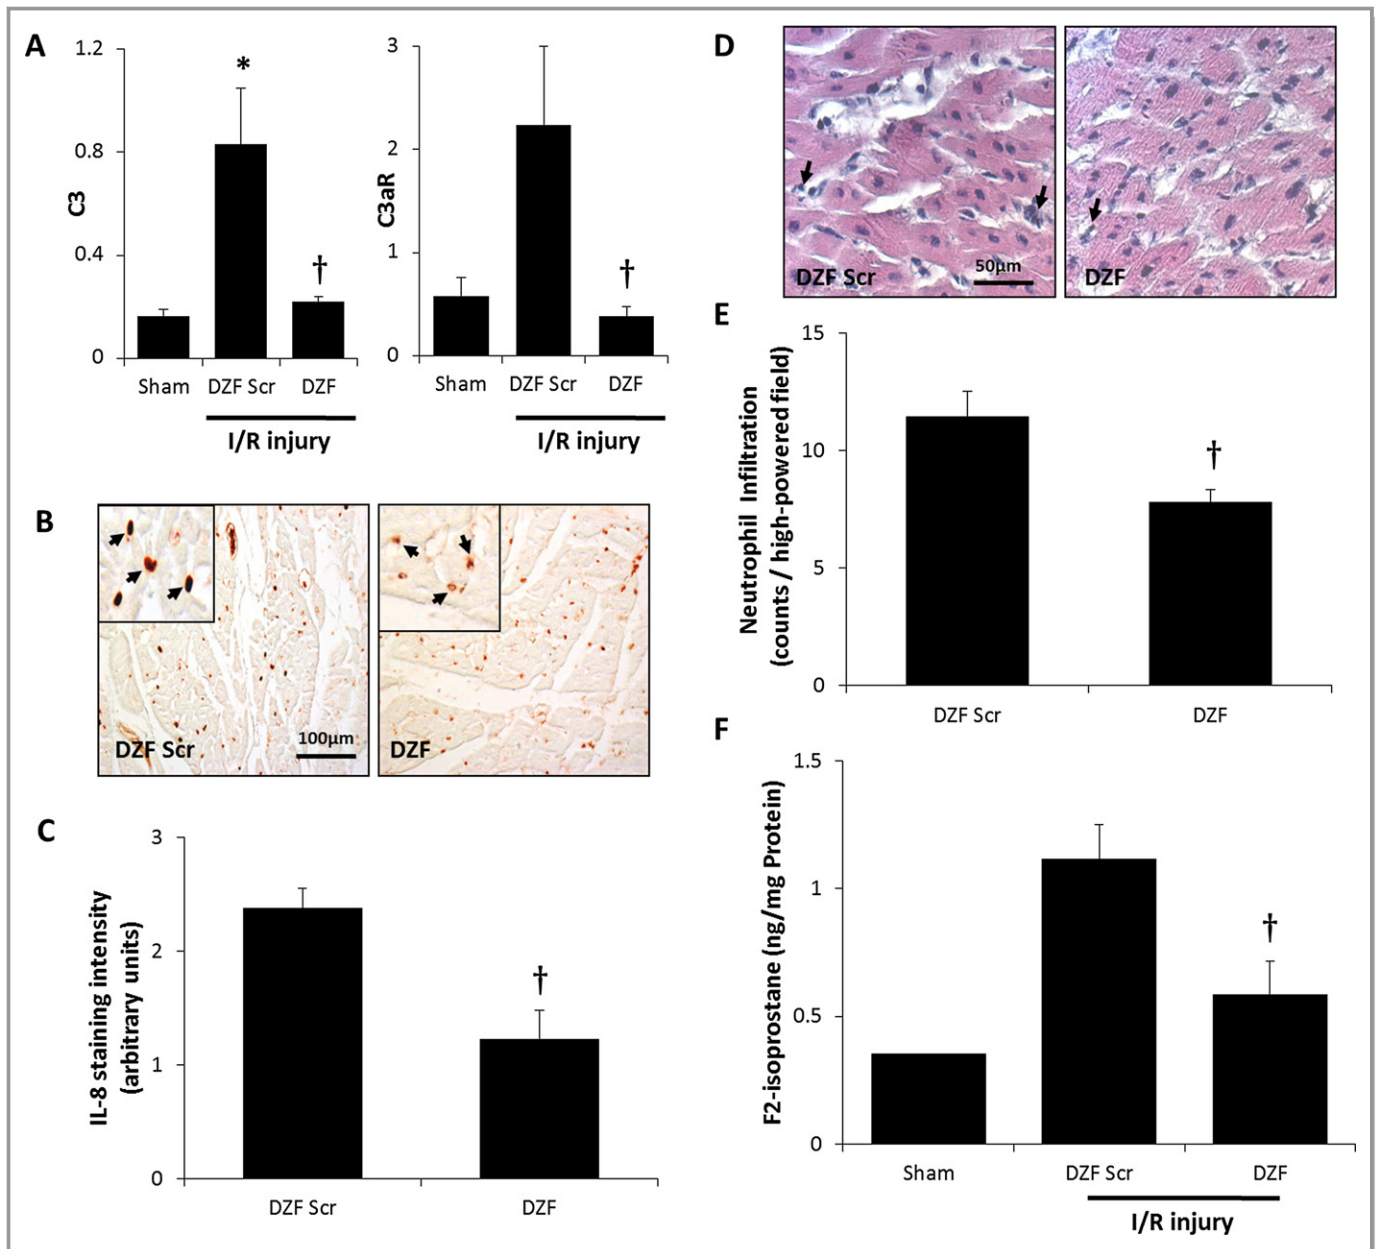 A
1.2
0.8
0.4
0
C3
*
†
Sham
DZF Scr
DZF
I/R injury
3
2
1
0
C3aR
†
Sham
DZF Scr
DZF
I/R injury
B
DZF Scr
100µm
DZF
C
3
2
1
0
IL-8 staining intensity
(arbitrary units)
†
DZF Scr
DZF
D
DZF Scr
50µm
DZF
E
15
10
5
0
Neutrophil Infiltration
(counts / high-powered field)
†
DZF Scr
DZF
F
1.5
1
0.5
0
F2-isoprostane (ng/mg Protein)
†
Sham
DZF Scr
DZF
I/R injury